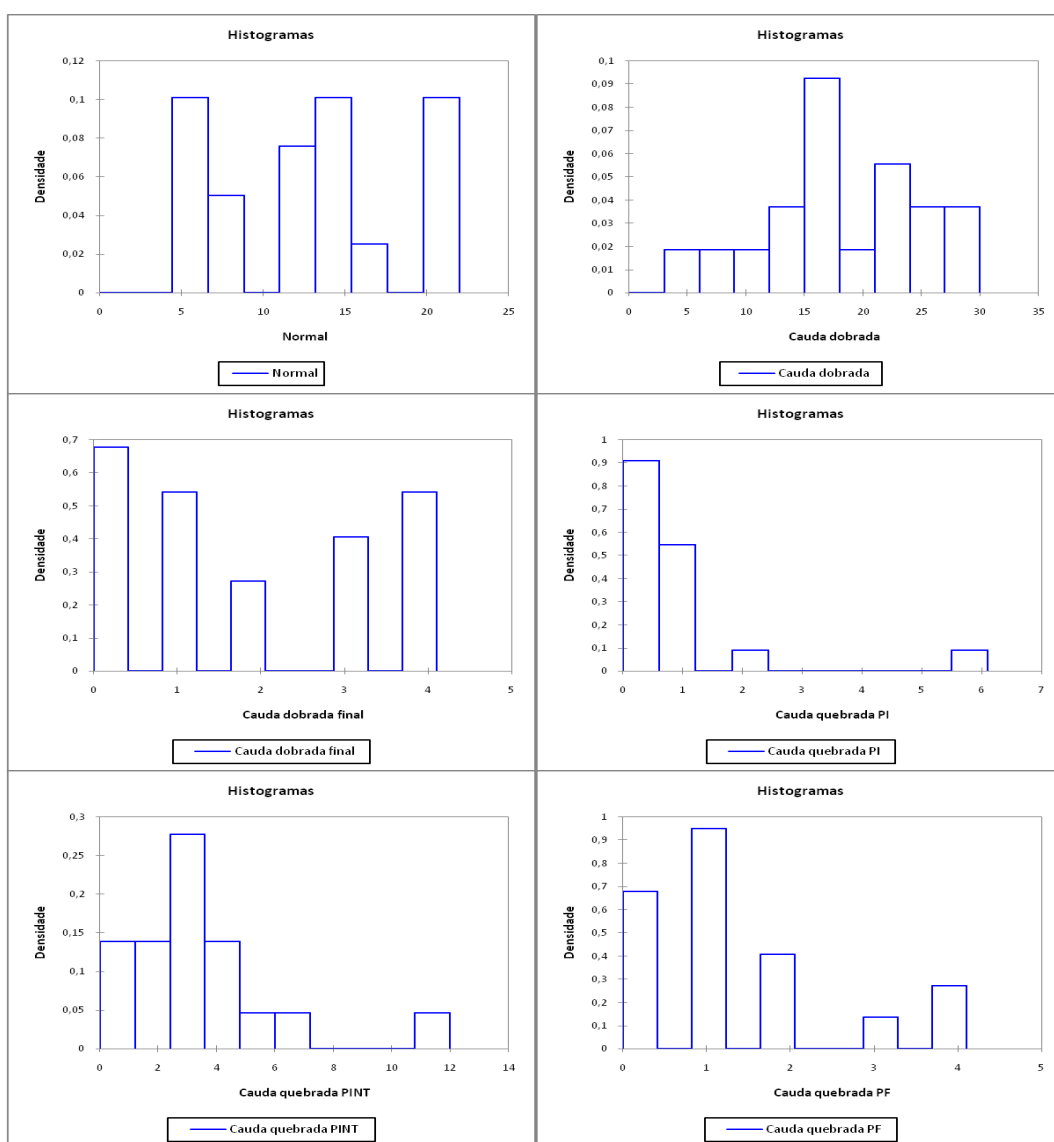 Histogramas
0,12
0,1
0,08
0,06
0,04
0,02
0
Densidade
0 5 10 15 20 25
Normal
Normal
Histogramas
0,1
0,09
0,08
0,07
0,06
0,05
0,04
0,03
0,02
0,01
0
Densidade
0 5 10 15 20 25 30 35
Cauda dobrada
Cauda dobrada
Histogramas
0,7
0,6
0,5
0,4
0,3
0,2
0,1
0
Densidade
0 1 2 3 4 5
Cauda dobrada final
Cauda dobrada final
Histogramas
1
0,9
0,8
0,7
0,6
0,5
0,4
0,3
0,2
0,1
0
Densidade
0 1 2 3 4 5 6 7
Cauda quebrada PI
Cauda quebrada PI
Histogramas
0,3
0,25
0,2
0,15
0,1
0,05
0
Densidade
0 2 4 6 8 10 12 14
Cauda quebrada PINT
Cauda quebrada PINT
Histogramas
1
0,9
0,8
0,7
0,6
0,5
0,4
0,3
0,2
0,1
0
Densidade
0 1 2 3 4 5
Cauda quebrada PF
Cauda quebrada PF